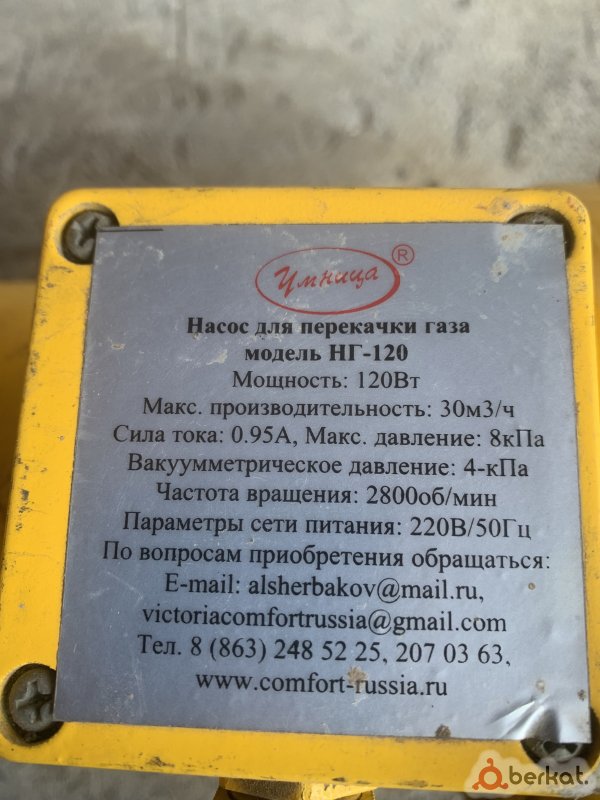 Умница ®
Насос для перекачки газа
модель НГ-120
Мощность: 120Вт
Макс. производительность: 30м3/ч
Сила тока: 0.95А, Макс. давление: 8кПа
Вакуумметрическое давление: 4-кПа
Частота вращения: 2800об/мин
Параметры сети питания: 220В/50Гц
По вопросам приобретения обращаться:
E-mail: alsherbakov@mail.ru,
victoriacomfortrussia@gmail.com
Тел. 8 (863) 248 52 25, 207 03 63,
www.comfort-russia.ru
berkat.